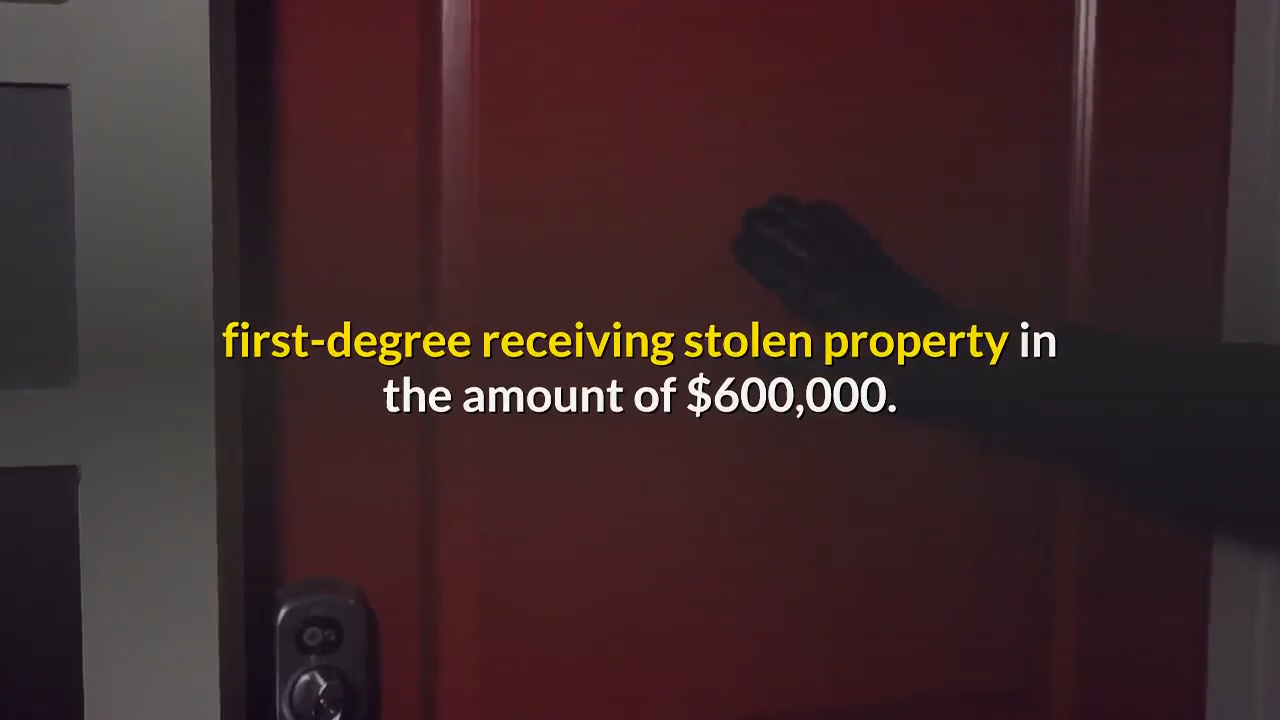 first-degree receiving stolen property in
the amount of $600,000.